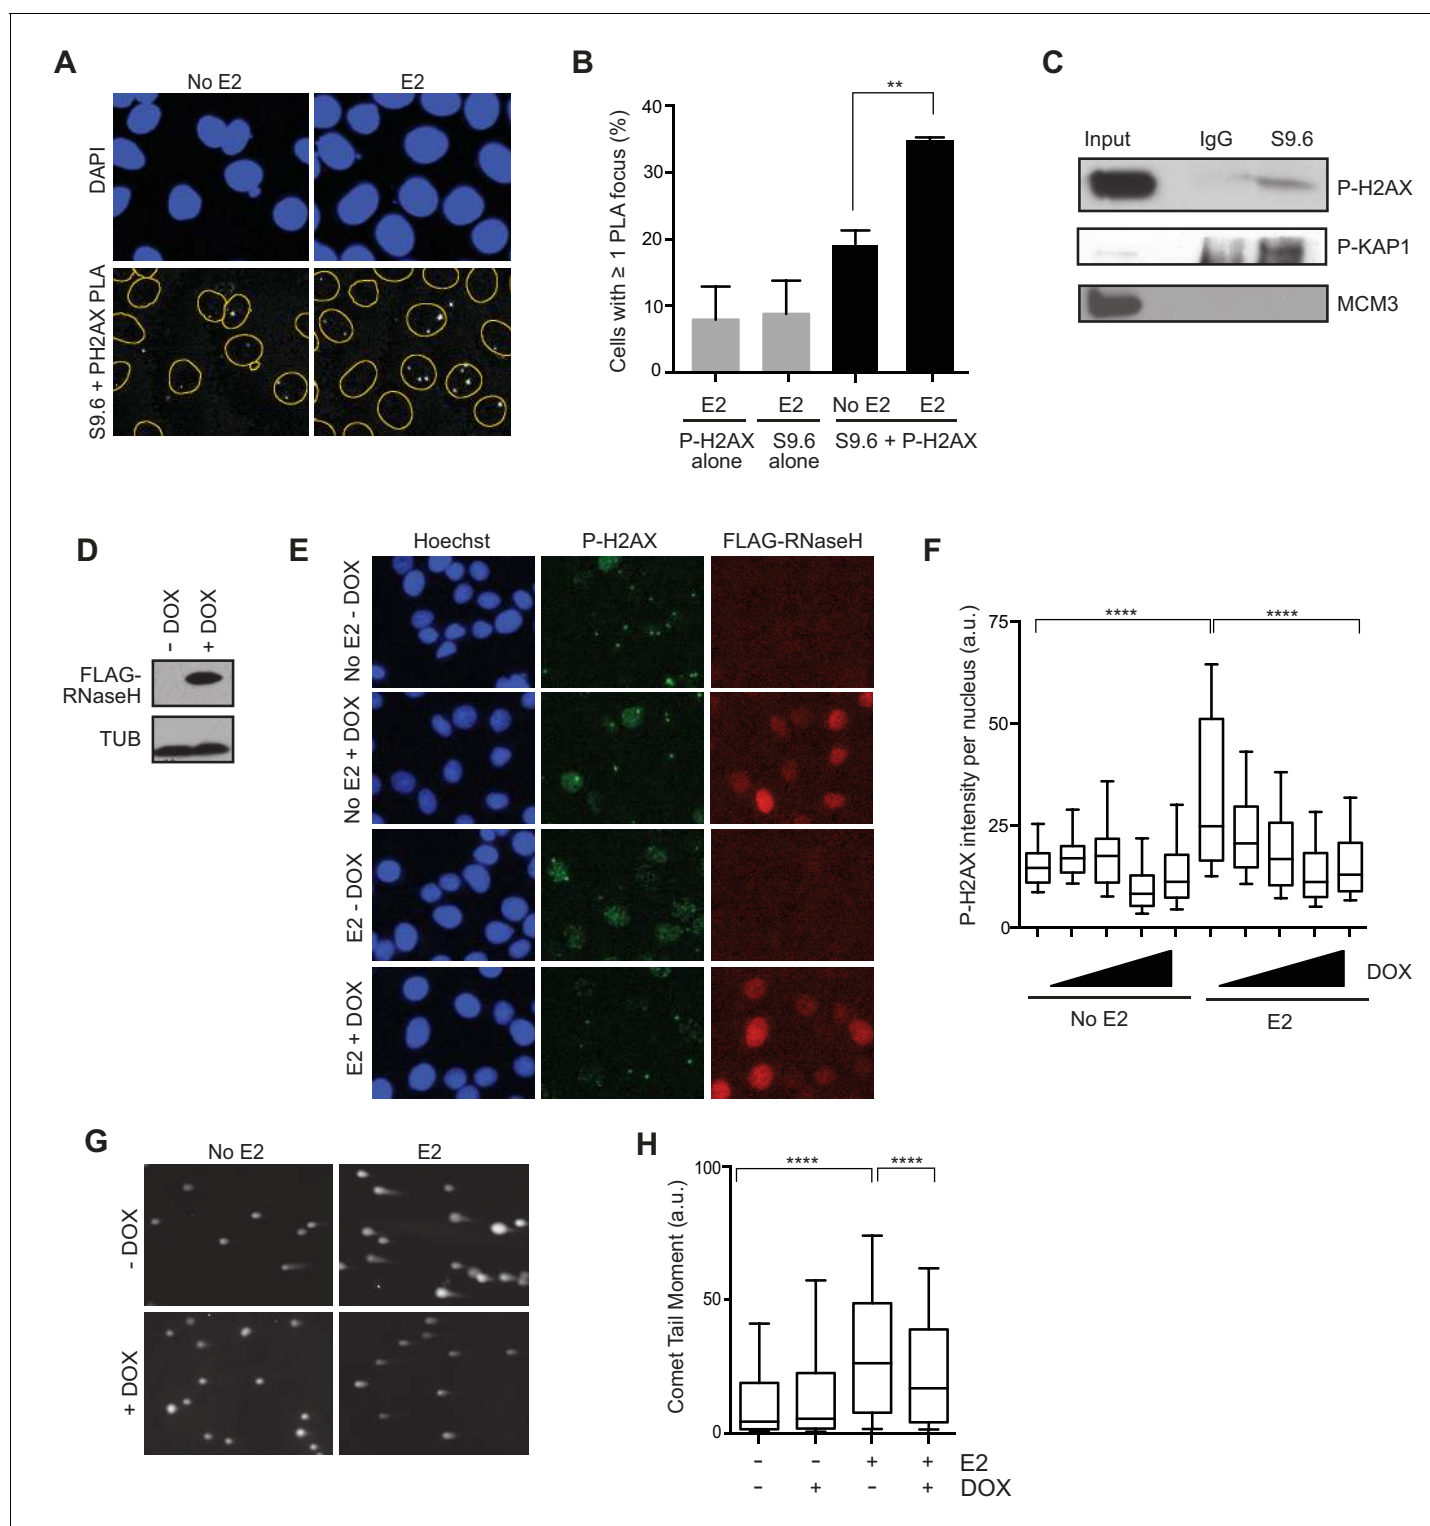 A
No E2
E2
DAPI
S9.6 + PH2AX PLA
B
**
Cells with ≥ 1 PLA focus (%)
40
30
20
10
0
E2
E2
No E2
E2
P-H2AX
alone
S9.6
alone
S9.6 + P-H2AX
C
Input
IgG
S9.6
P-H2AX
P-KAP1
MCM3
D
- DOX
+ DOX
FLAG-
RNaseH
TUB
E
Hoechst
P-H2AX
FLAG-RNaseH
No E2 - DOX
No E2 + DOX
E2 - DOX
E2 + DOX
F
****
****
P-H2AX intensity per nucleus (a.u.)
75
50
25
0
DOX
No E2
E2
G
No E2
E2
- DOX
+ DOX
H
****
****
Comet Tail Moment (a.u.)
100
50
0
- - + + E2
- + - + DOX